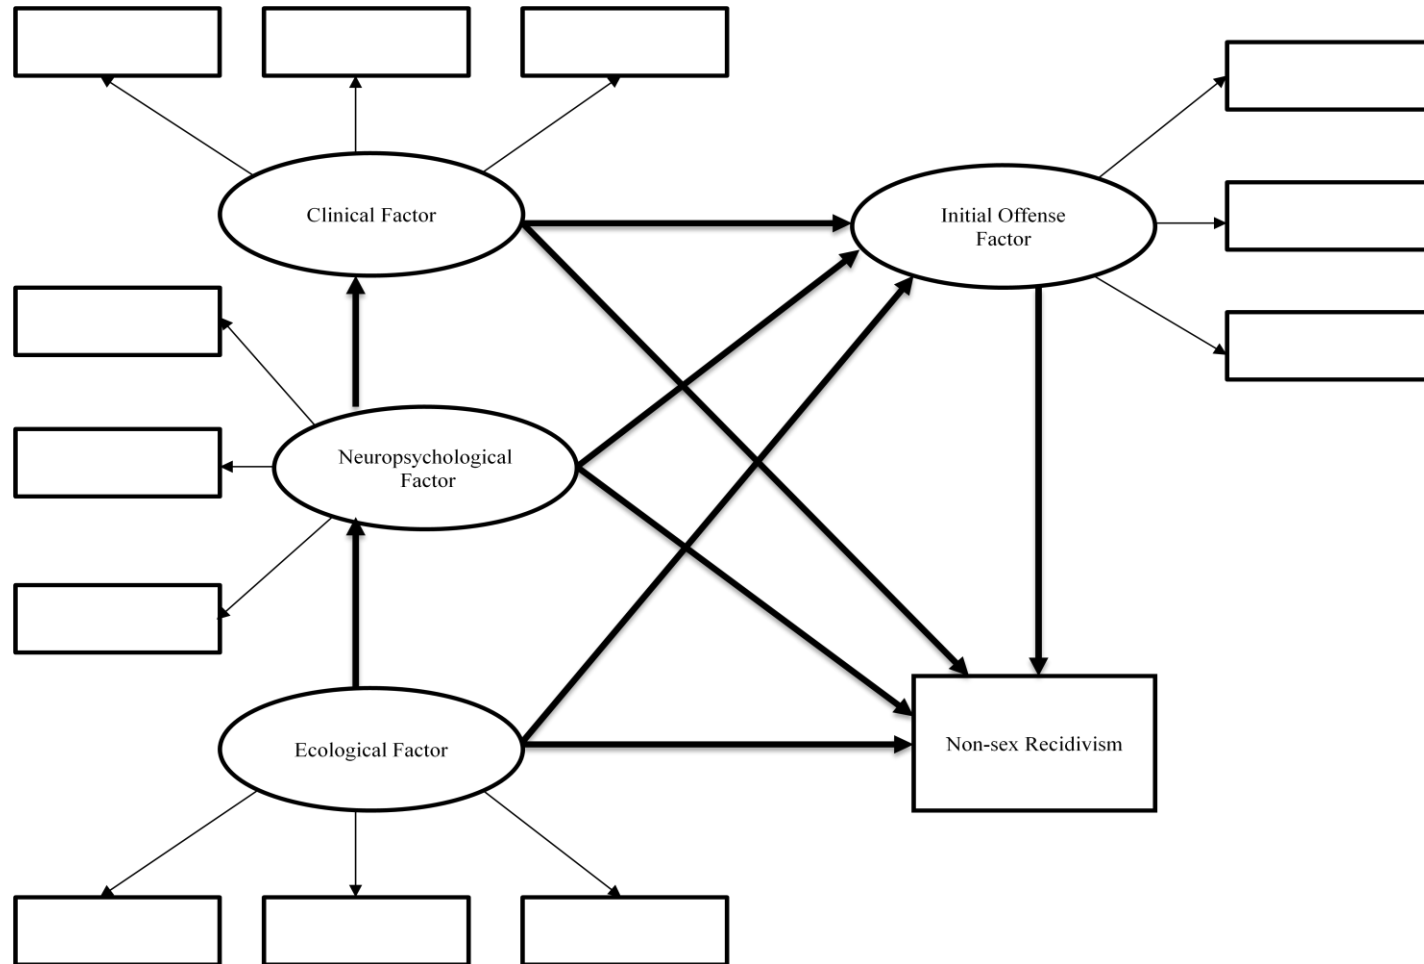 Clinical Factor
Initial Offense
Factor
Neuropsychological
Factor
Ecological Factor
Non-sex Recidivism